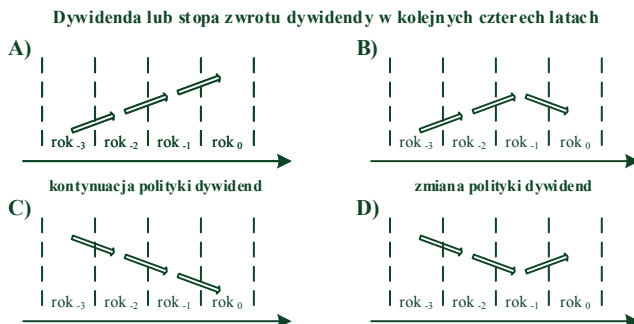 Dywidenda lub stopa zwrotu dywidendy w kolejnych czterech latach
A)
rok -3 rok -2 rok -1 rok 0
B)
rok -3 rok -2 rok -1 rok 0
kontynuacja polityki dywidend
zmiana polityki dywidend
C)
rok -3 rok -2 rok -1 rok 0
D)
rok -3 rok -2 rok -1 rok 0